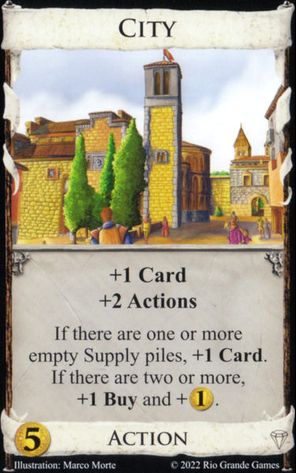 CITY
+1 Card
+2 Actions
If there are one or more
empty Supply piles, +1 Card.
If there are two or more,
+1 Buy and + 1.
5
ACTION
Illustration: Marco Morte
© 2022 Rio Grande Games